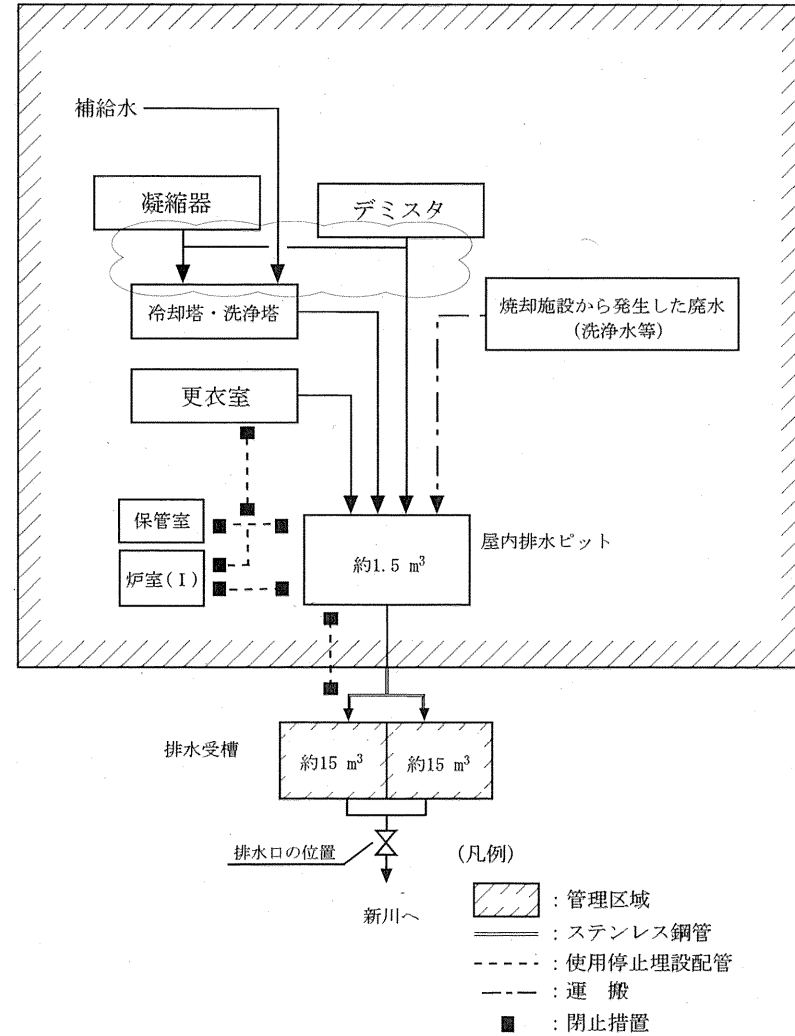 補給水
凝縮器
デミスタ
冷却塔・洗浄塔
焼却施設から発生した廃水
(洗浄水等)
更衣室
保管室
炉室(I)
約1.5 m³
屋内排水ピット
排水受槽
約15 m³
約15 m³
排水口の位置
新川へ
(凡例)
:管理区域
:ステンレス鋼管
:使用停止埋設配管
:運 搬
:閉止措置